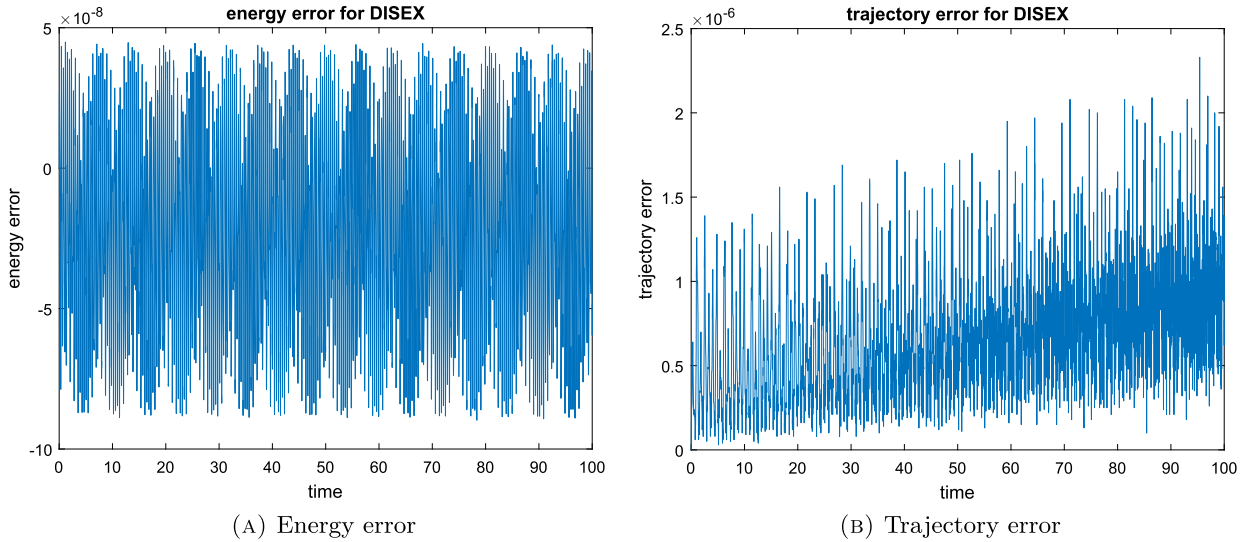 energy error for DISEX
×10⁻⁸
5
0
-5
-10
energy error
0 10 20 30 40 50 60 70 80 90 100
time
(A) Energy error
trajectory error for DISEX
×10⁻⁶
2.5
2
1.5
1
0.5
0
trajectory error
0 10 20 30 40 50 60 70 80 90 100
time
(B) Trajectory error